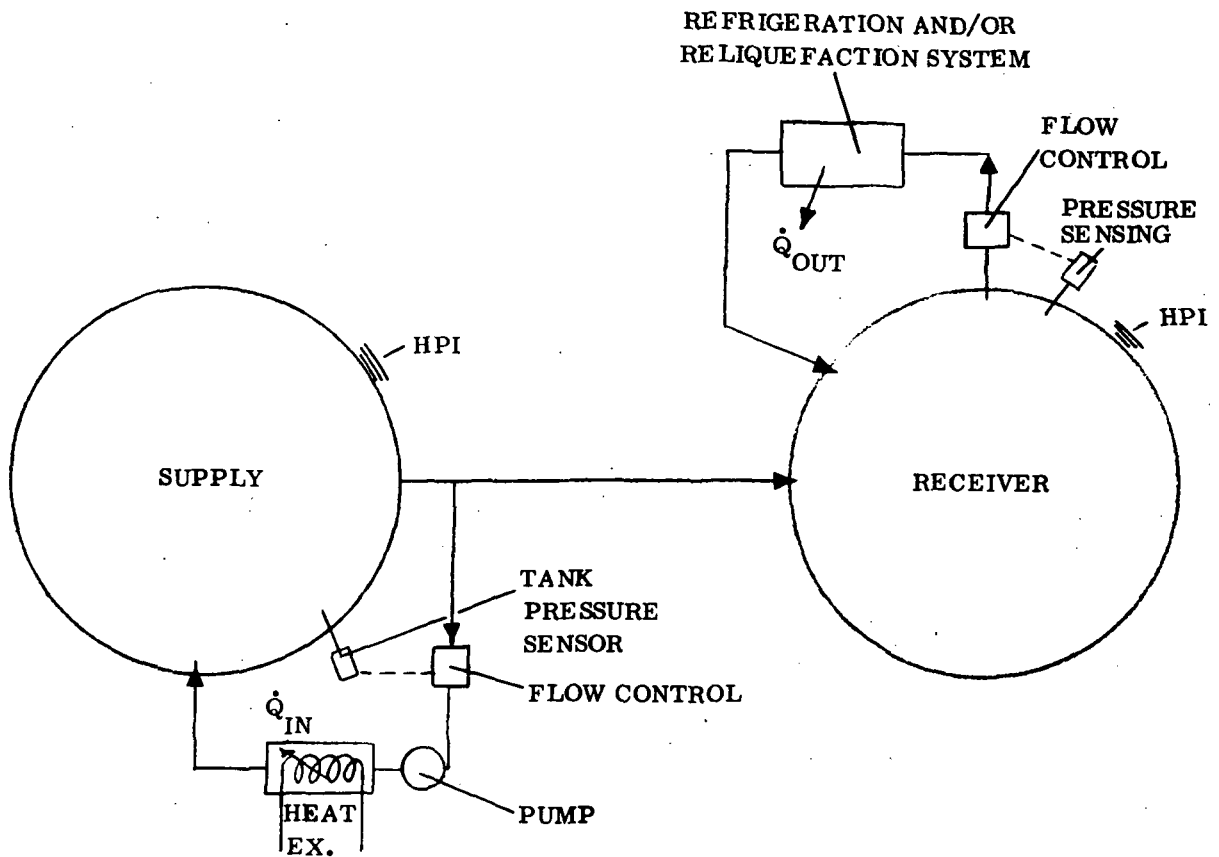 REFRIGERATION AND/OR
RELIQUEFACTION SYSTEM
FLOW
CONTROL
PRESSURE
SENSING
Q̇OUT
HPI
HPI
SUPPLY
RECEIVER
TANK
PRESSURE
SENSOR
FLOW CONTROL
Q̇IN
PUMP
HEAT
EX.